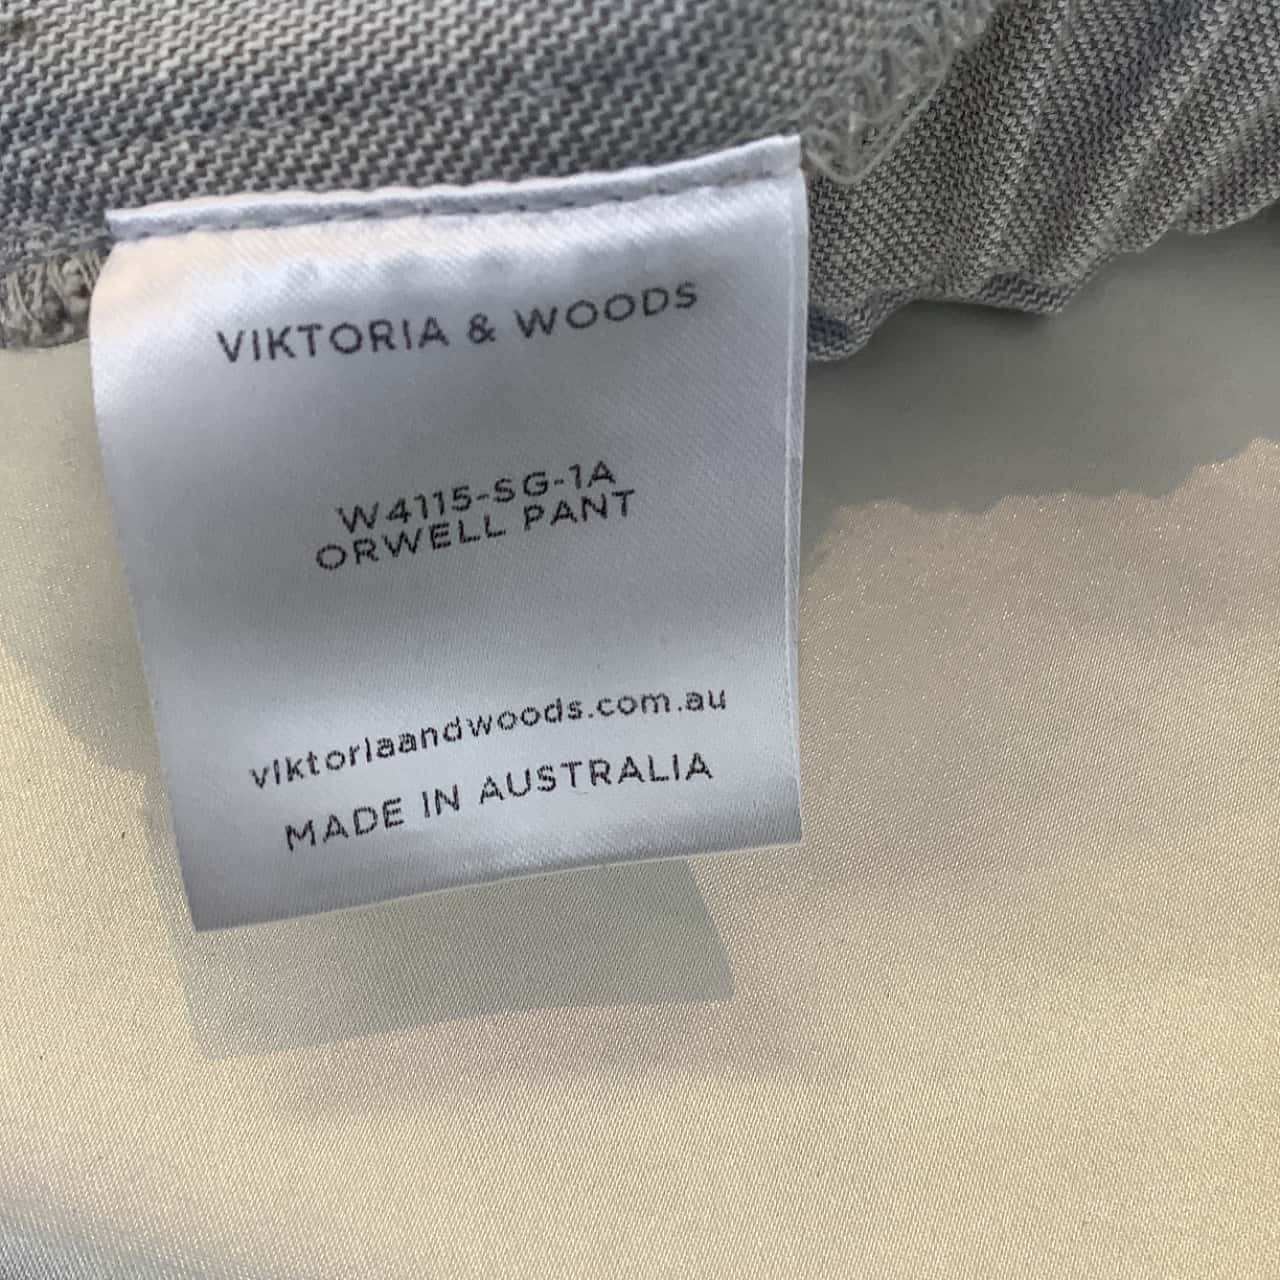 VIKTORIA & WOODS
W4115-SG-1A
ORWELL PANT
viktoriaandwoods.com.au
MADE IN AUSTRALIA